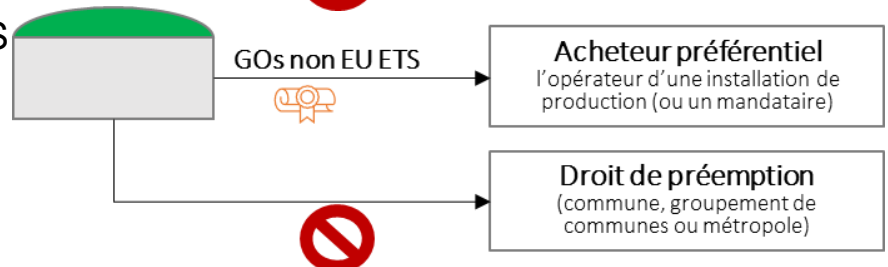 S
GOs non EU ETS
Acheteur préférentiel
l'opérateur d'une installation de
production (ou un mandataire)
Droit de préemption
(commune, groupement de
communes ou métropole)